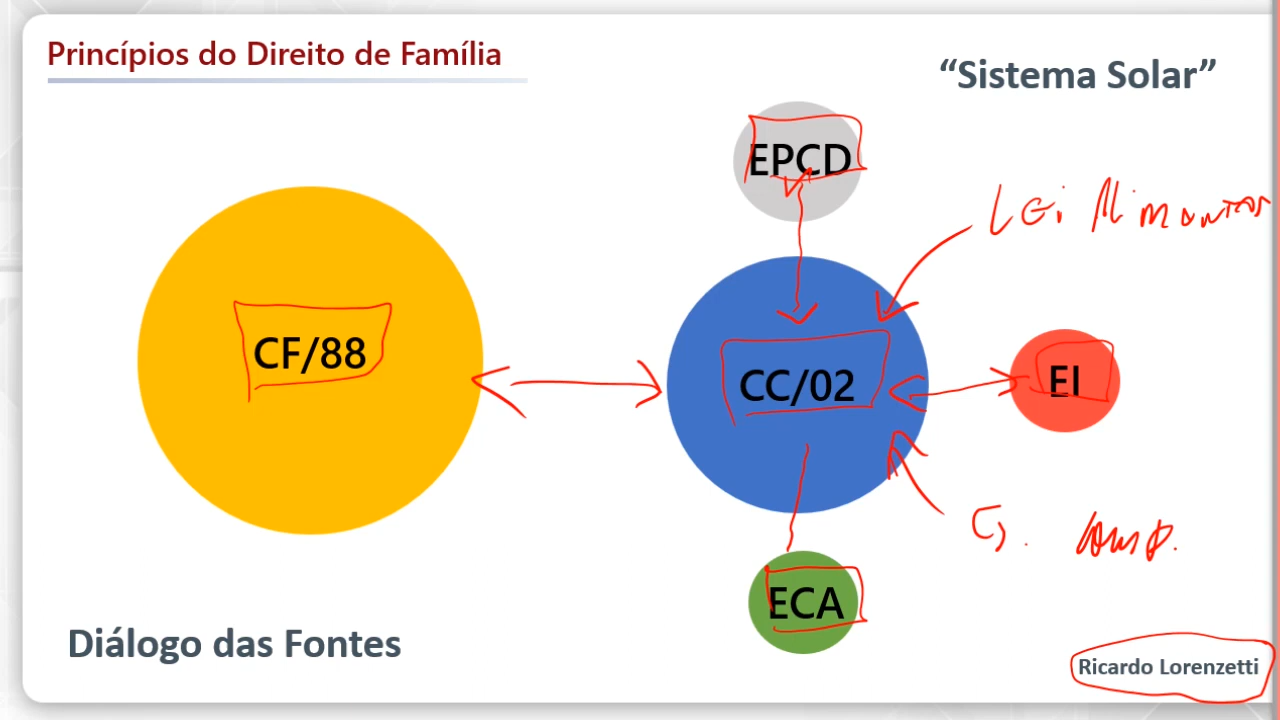 Princípios do Direito de Família
“Sistema Solar”
EPCD
Lei Alimentos
CF/88
CC/02
EI
ECA
Diálogo das Fontes
Ricardo Lorenzetti